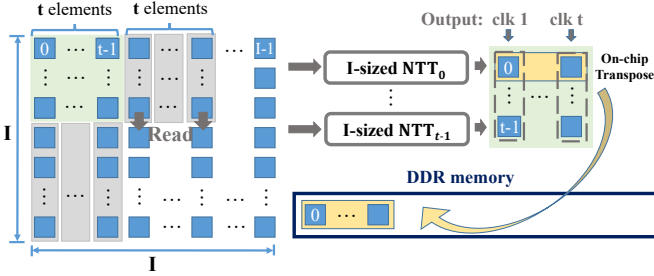 t elements t elements
0 ... t-1 ... ... I-1
Read
I
I
I-sized NTT0
I-sized NTTt-1
Output: clk 1 clk t
0
t-1
On-chip
Transpose
DDR memory
0 ...